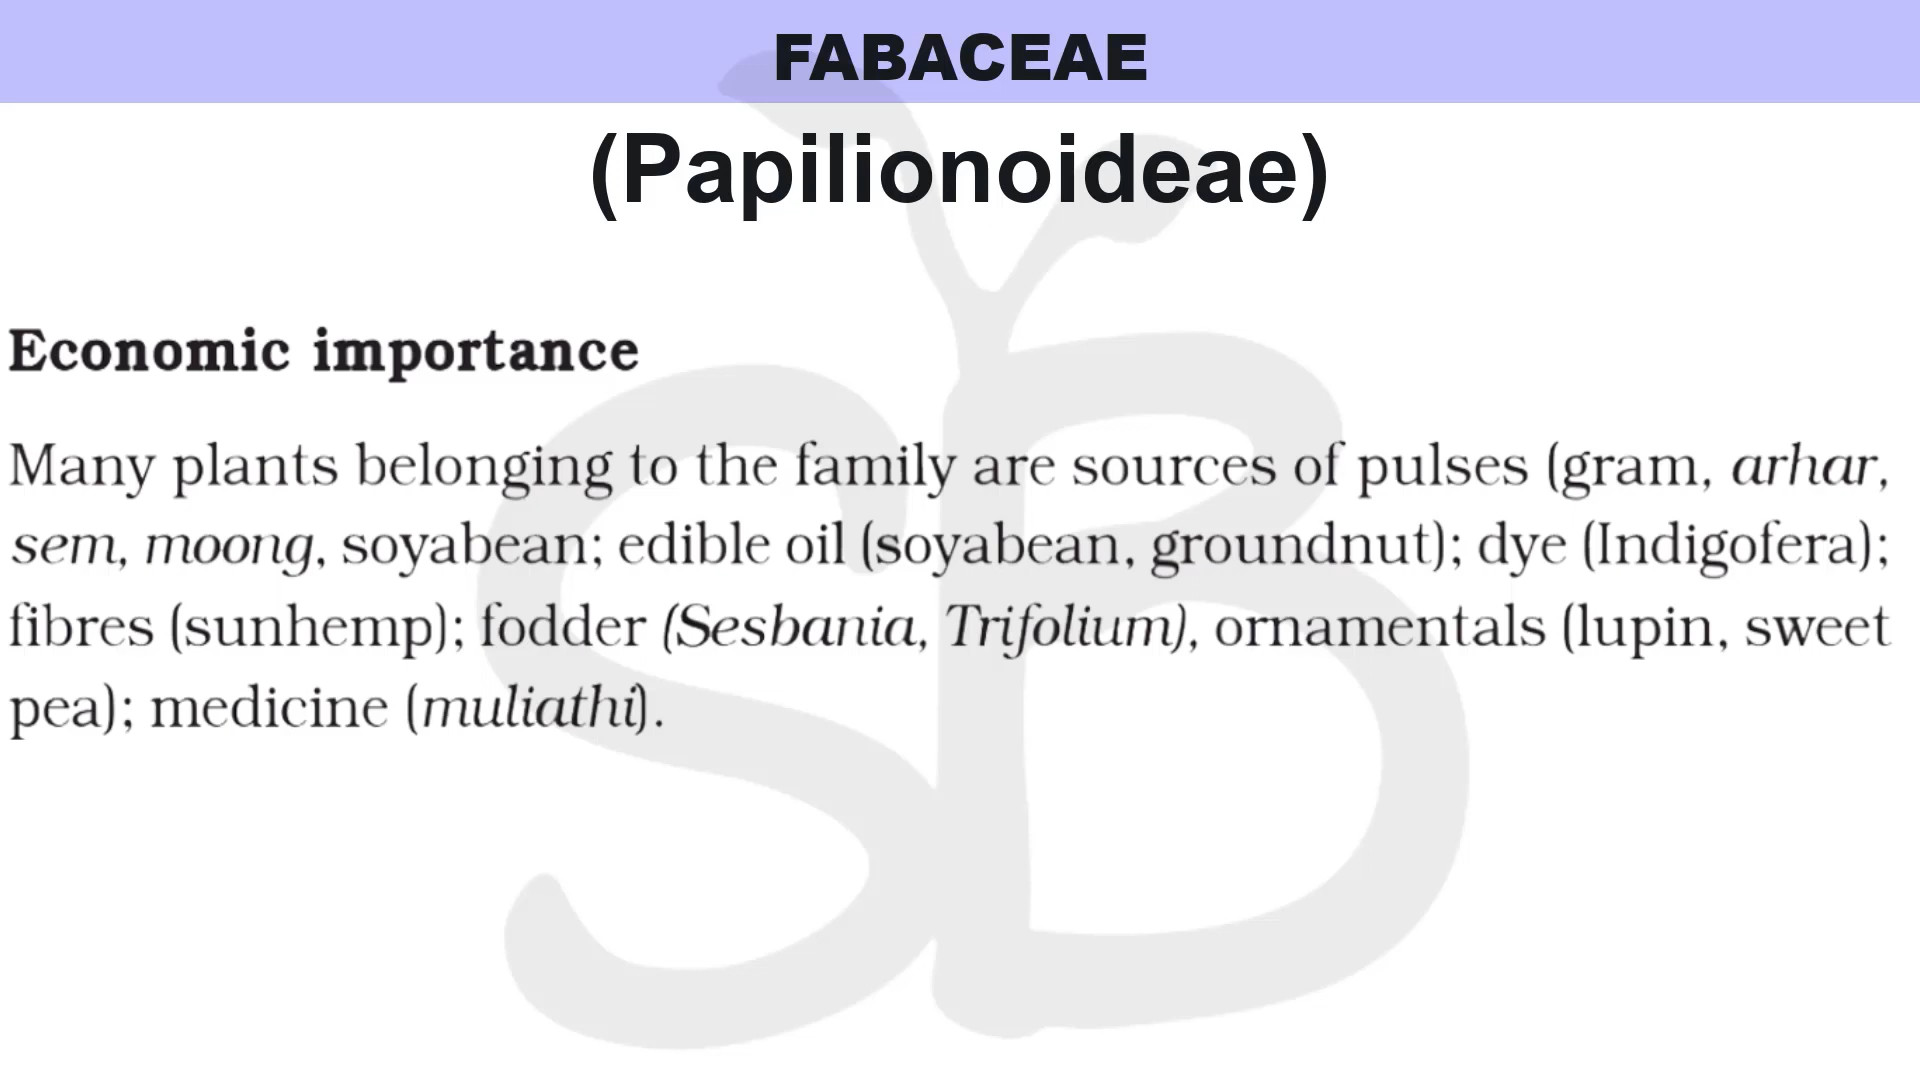 FABACEAE
(Papilionoideae)
Economic importance
Many plants belonging to the family are sources of pulses (gram, arhar,
sem, moong, soyabean; edible oil (soyabean, groundnut); dye (Indigofera);
fibres (sunhemp); fodder (Sesbania, Trifolium), ornamentals (lupin, sweet
pea); medicine (muliathi).
SB